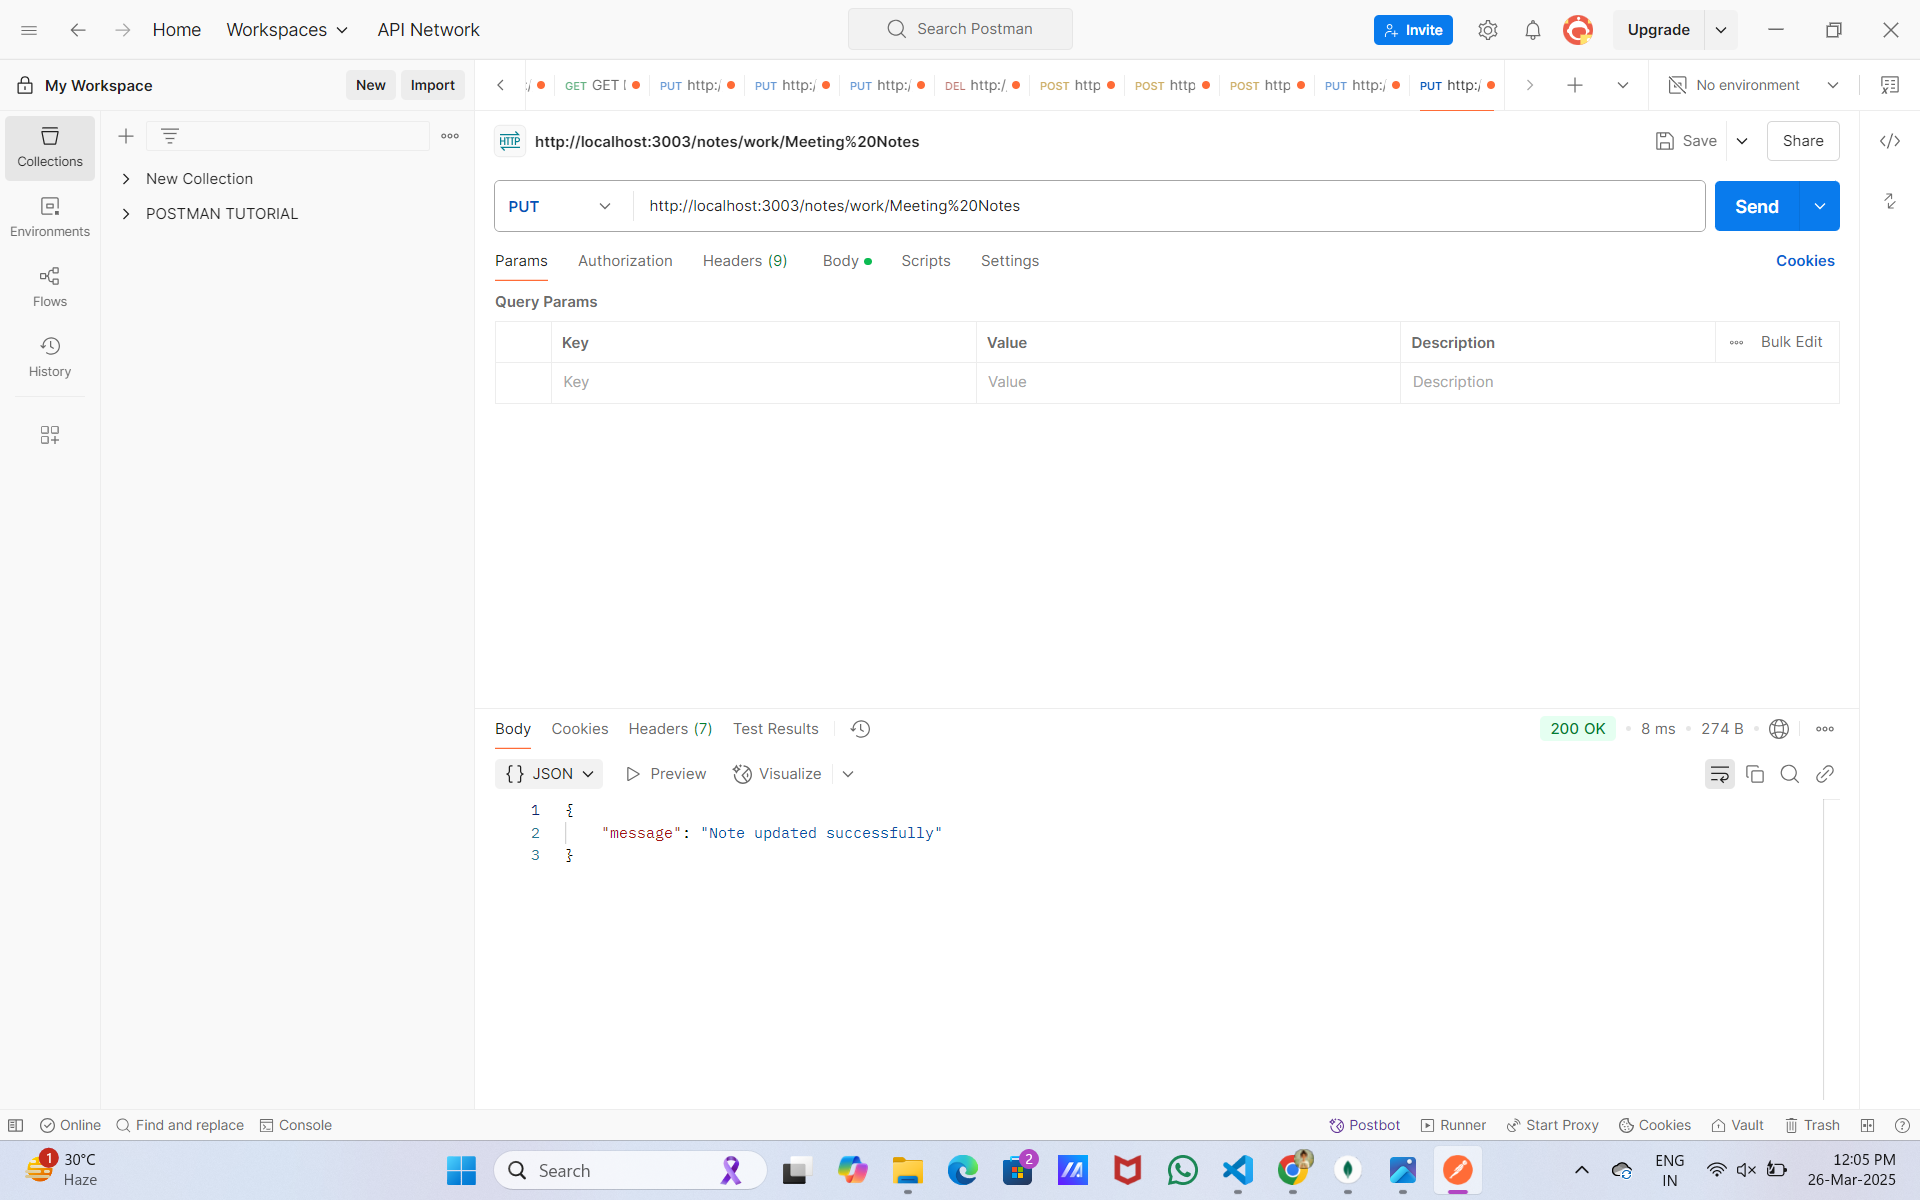 Home
Workspaces
API Network
Search Postman
Invite
Upgrade
My Workspace
New
Import
GET GET
PUT http:/
PUT http:/
PUT http:/
DEL http:/
POST http
POST http
POST http
PUT http:/
PUT http:/
No environment
Collections
Environments
Flows
History
New Collection
POSTMAN TUTORIAL
HTTP
http://localhost:3003/notes/work/Meeting%20Notes
Save
Share
PUT
http://localhost:3003/notes/work/Meeting%20Notes
Send
Params
Authorization
Headers (9)
Body
Scripts
Settings
Cookies
Query Params
Key
Value
Description
Bulk Edit
Key
Value
Description
Body
Cookies
Headers (7)
Test Results
200 OK
8 ms
274 B
{} JSON
Preview
Visualize
1 {
2 "message": "Note updated successfully"
3 }
Online
Find and replace
Console
Postbot
Runner
Start Proxy
Cookies
Vault
Trash
1
30°C
Haze
Search
2
ENG
IN
12:05 PM
26-Mar-2025